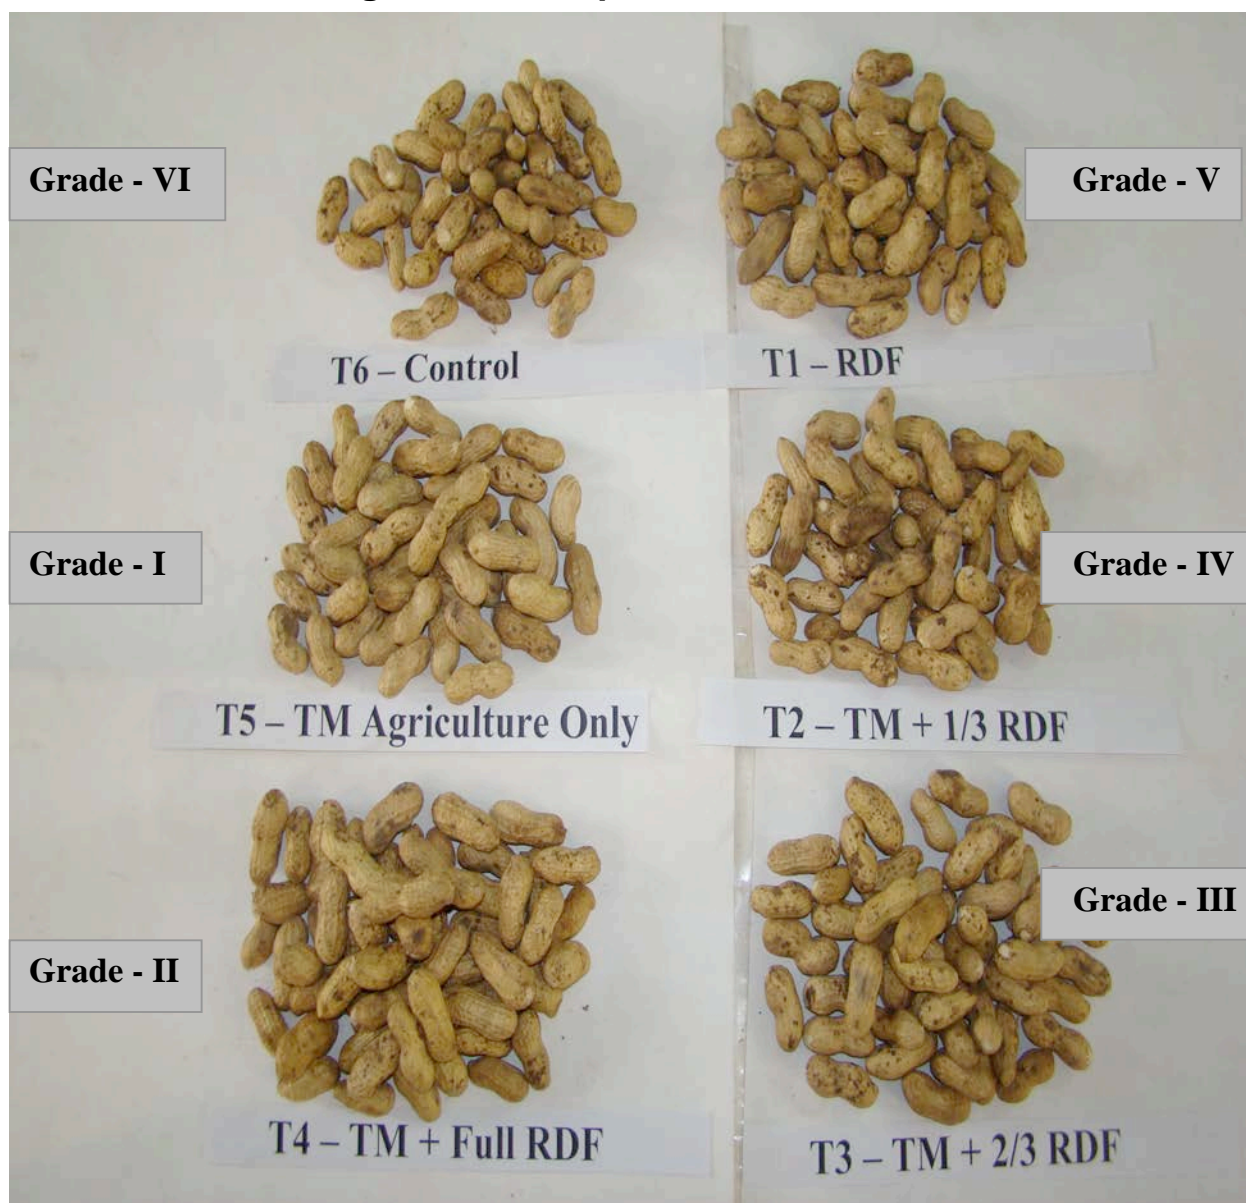 Grade - VI
Grade - V
T6 – Control
T1 – RDF
Grade - I
Grade - IV
T5 – TM Agriculture Only
T2 – TM + 1/3 RDF
Grade - III
Grade - II
T4 – TM + Full RDF
T3 – TM + 2/3 RDF